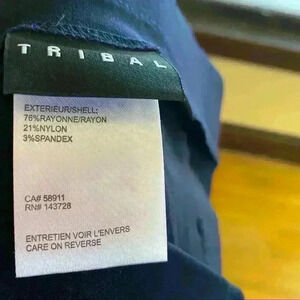 TRIBAL
EXTERIEUR/SHELL:
76%RAYONNE/RAYON
21%NYLON
3%SPANDEX
CA# 58911
RN# 143728
ENTRETIEN VOIR L'ENVERS
CARE ON REVERSE